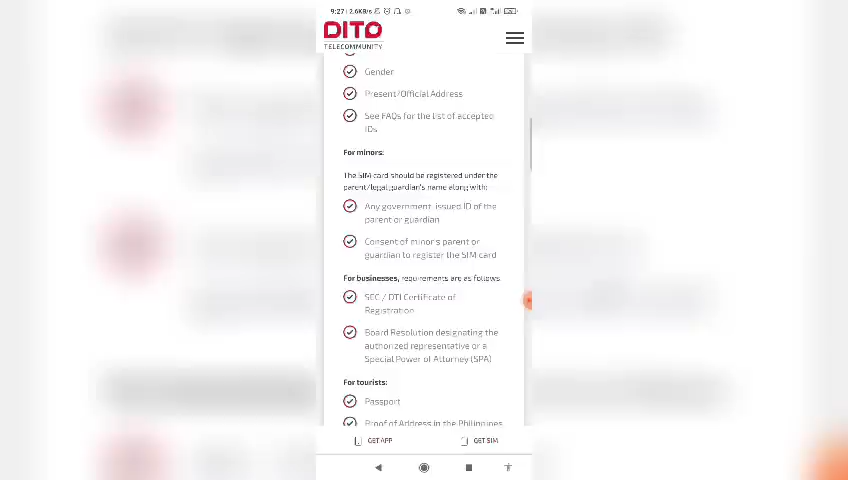 9:27 | 2.6KB/s
DITO
TELECOMMUNITY
Gender
Present/Official Address
See FAQs for the list of accepted
IDs
For minors:
The SIM card should be registered under the
parent/legal guardian's name along with:
Any government-issued ID of the
parent or guardian
Consent of minor's parent or
guardian to register the SIM card
For businesses, requirements are as follows:
SEC / DTI Certificate of
Registration
Board Resolution designating the
authorized representative or a
Special Power of Attorney (SPA)
For tourists:
Passport
Proof of Address in the Philippines
GET APP
GET SIM